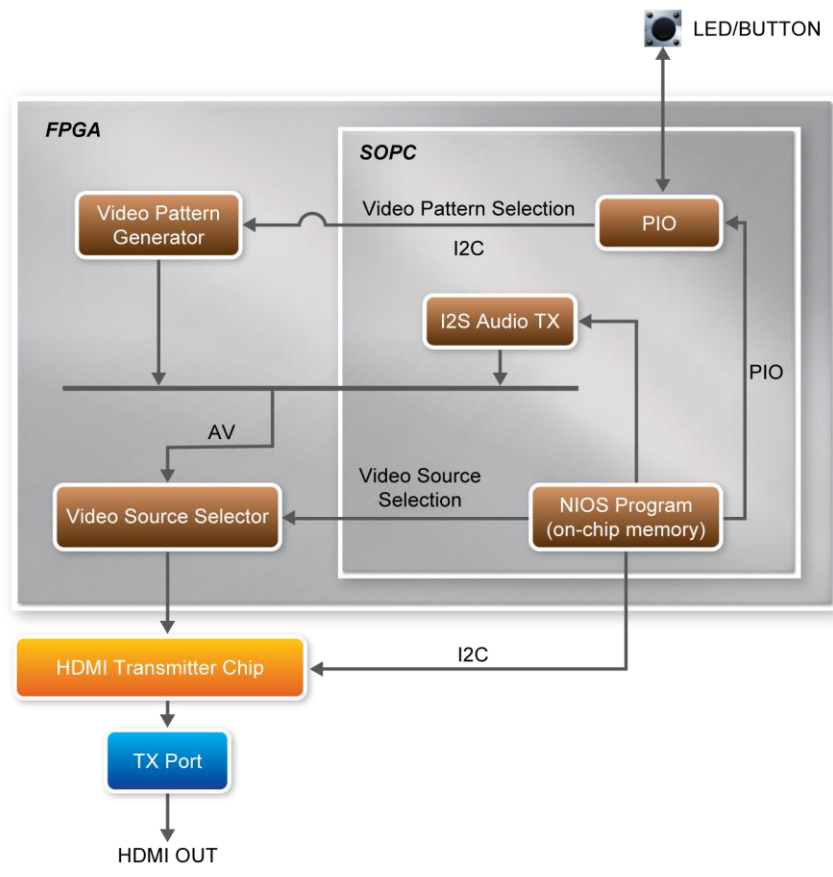 LED/BUTTON
FPGA
SOPC
Video Pattern
Generator
Video Pattern Selection
I2C
PIO
I2S Audio TX
PIO
AV
Video Source
Selection
Video Source Selector
NIOS Program
(on-chip memory)
HDMI Transmitter Chip
I2C
TX Port
HDMI OUT